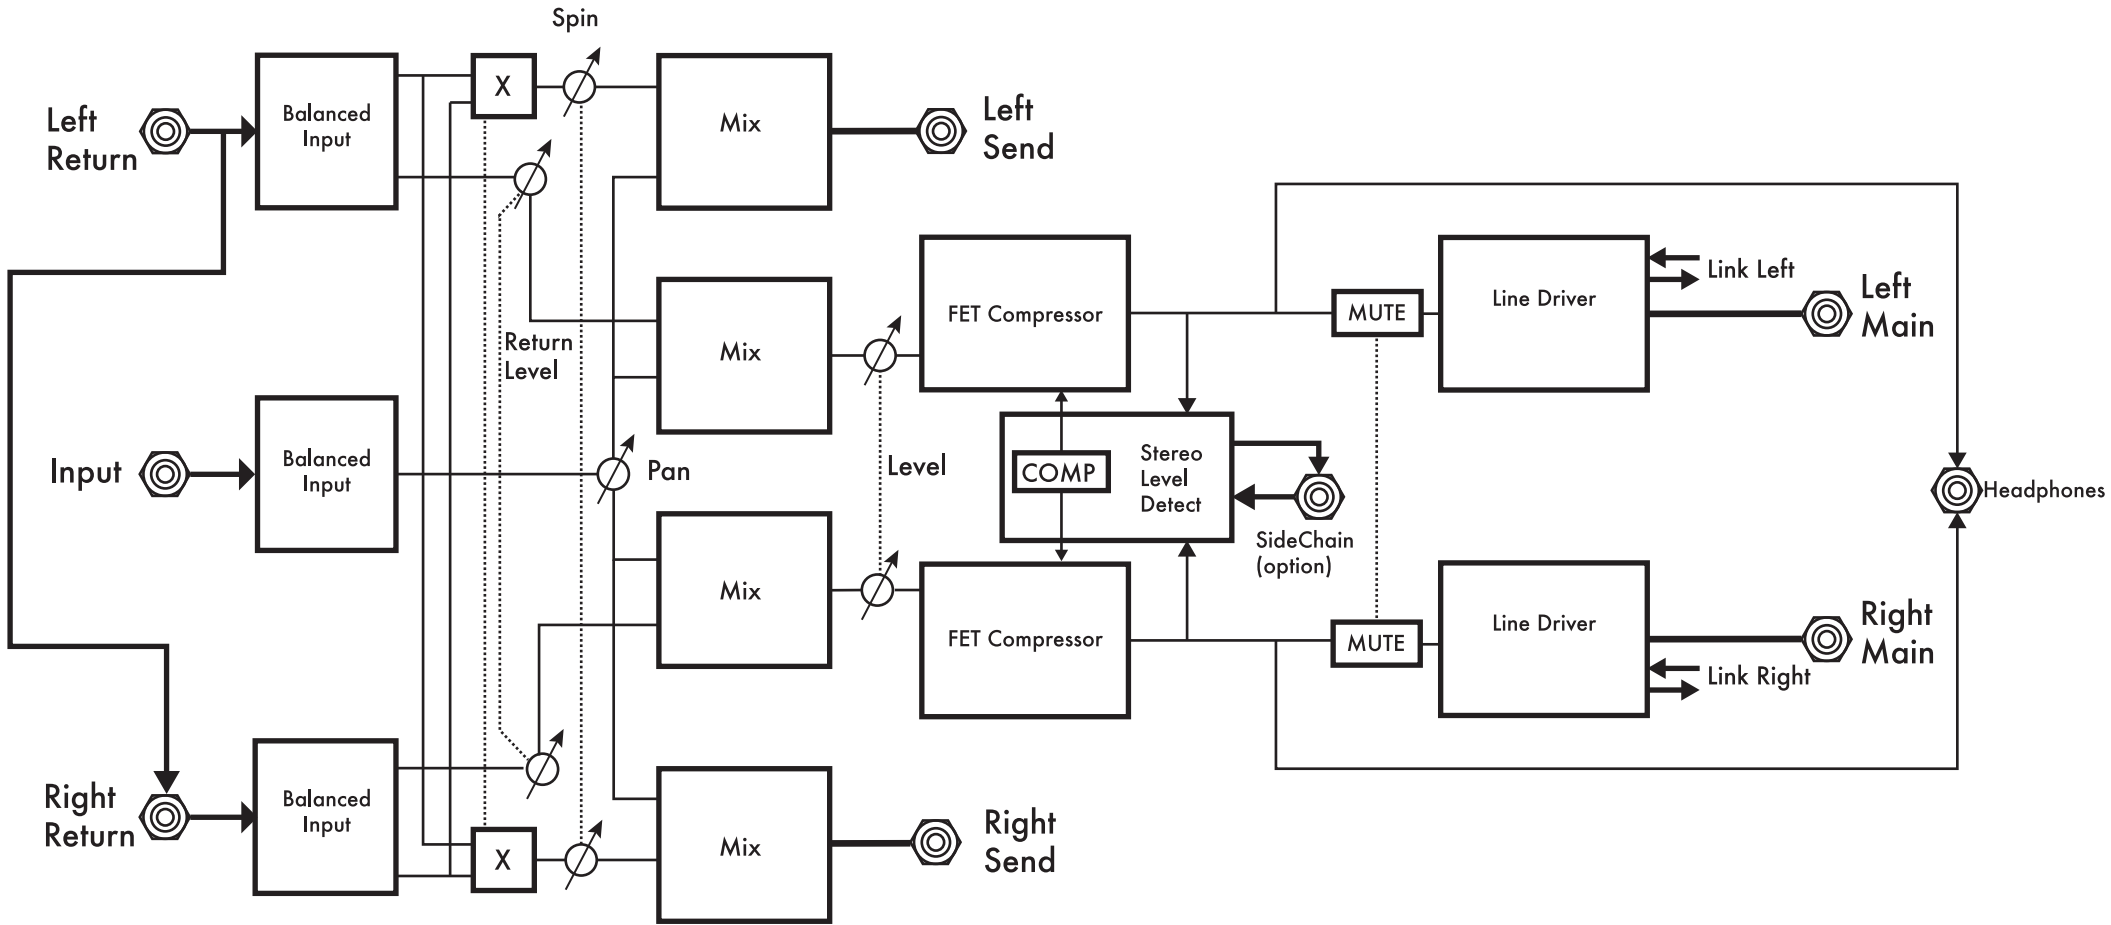 Spin
Left
Return
Balanced
Input
X
Mix
Left
Send
Return
Level
Mix
FET Compressor
MUTE
Line Driver
Link Left
Left
Main
Input
Balanced
Input
Pan
Level
COMP
Stereo
Level
Detect
SideChain
(option)
Headphones
Mix
FET Compressor
MUTE
Line Driver
Link Right
Right
Main
Right
Return
Balanced
Input
X
Mix
Right
Send